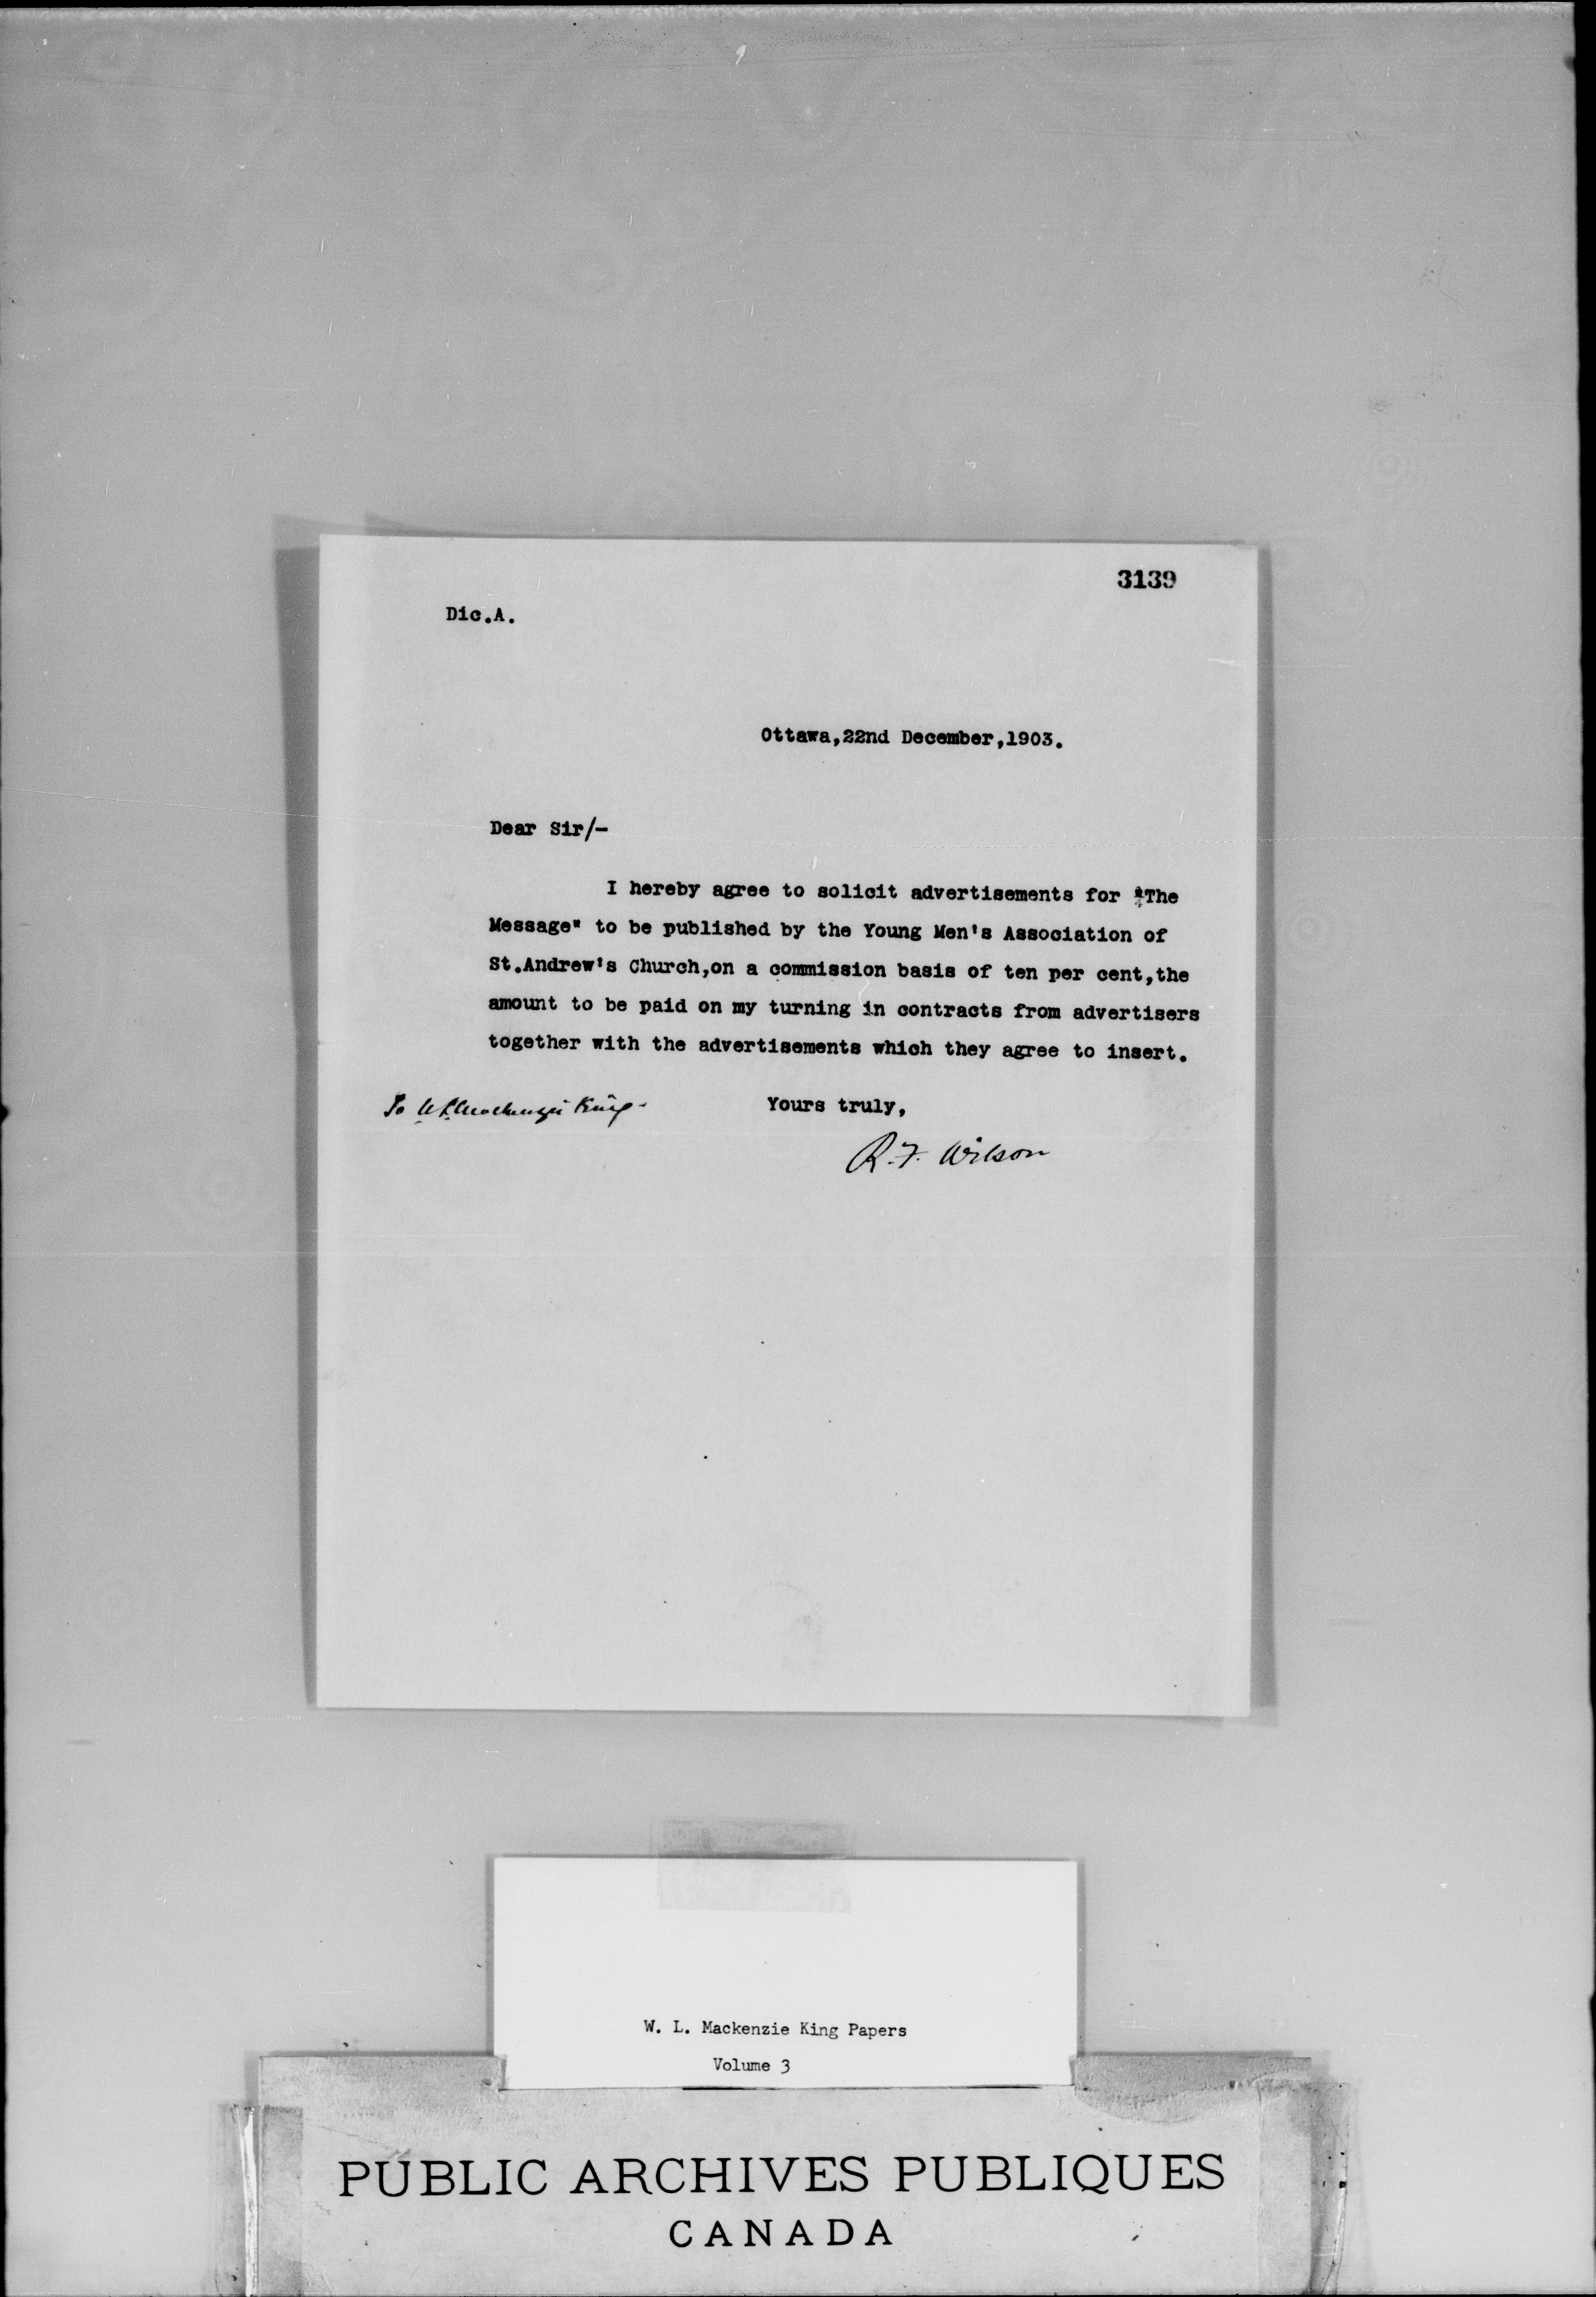 3139
Dic.A.
Ottawa,22nd December,1903.
Dear Sir/-
I hereby agree to solicit advertisements for "The
Message" to be published by the Young Men's Association of
St.Andrew's Church,on a commission basis of ten per cent,the
amount to be paid on my turning in contracts from advertisers
together with the advertisements which they agree to insert.
Yours truly,
To W.L. Mackenzie King-
R.F. Wilson
W. L. Mackenzie King Papers
Volume 3
PUBLIC ARCHIVES PUBLIQUES
CANADA